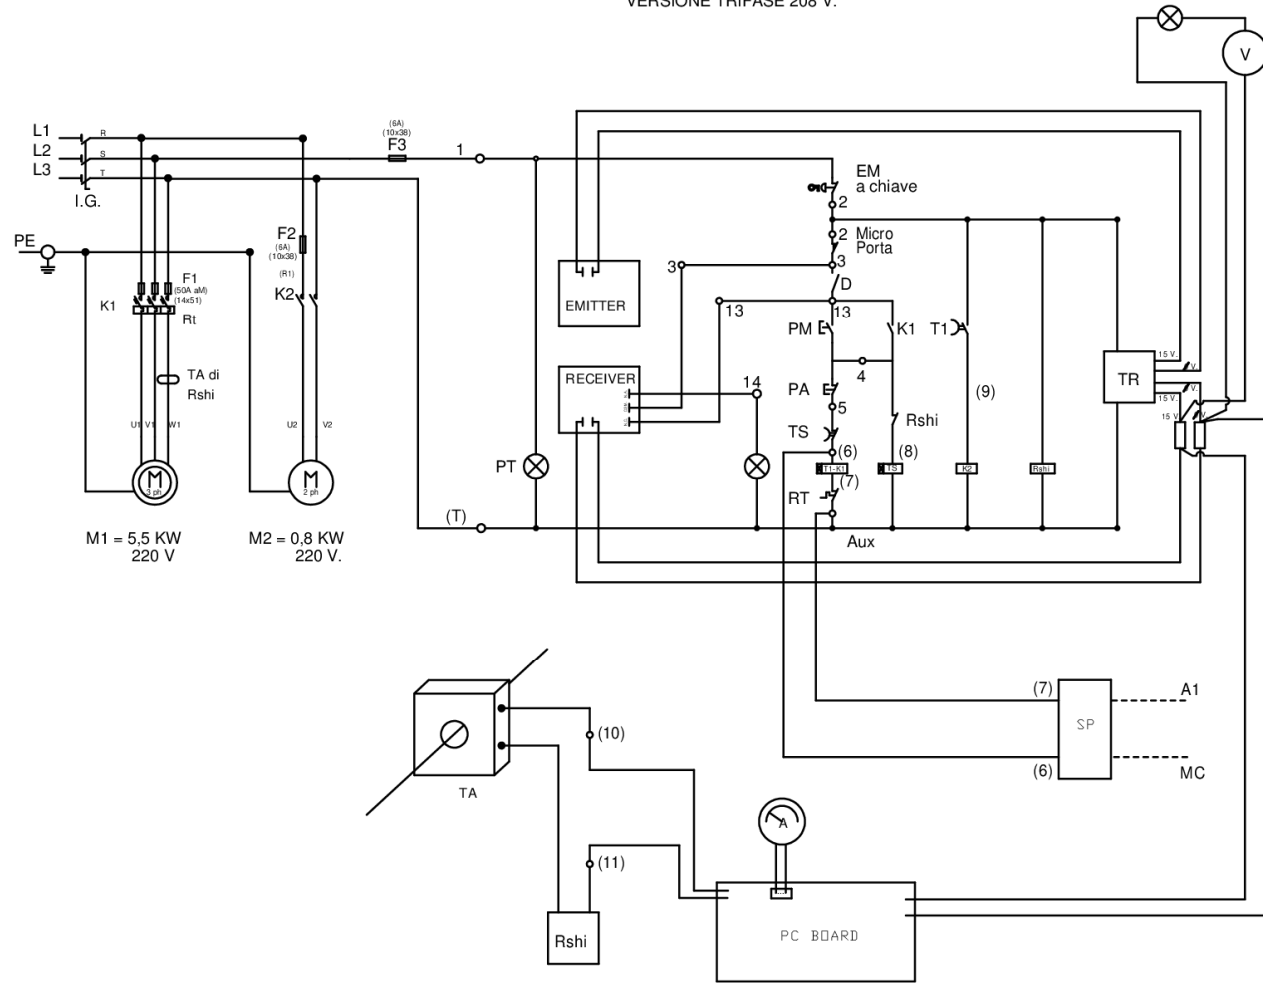 VERSIONE TRIFASE 208 V.
V
L1
R
(6A)
(10x38)
F3
L2
S
1
L3
T
I.G.
EM
a chiave
2
PE
F2
(6A)
(10x38)
2
Micro
Porta
3
3
F1
(50A aM)
(14x51)
(R1)
K2
K1
Rt
EMITTER
D
13
13
PM
K1
T1
15 V.
V.
TR
V.
15 V.
TA di
Rshi
RECEIVER
14
4
PA
(9)
5
15 V
V
U1
V1
W1
U2
V2
TS
Rshi
(6)
(8)
PT
T1-K1
TS
K2
Rshi
(7)
M
3 ph
M
2 ph
RT
(T)
Aux
M1 = 5,5 KW
220 V
M2 = 0,8 KW
220 V.
(7)
A1
SP
(10)
(6)
MC
TA
A
(11)
Rshi
PC BOARD